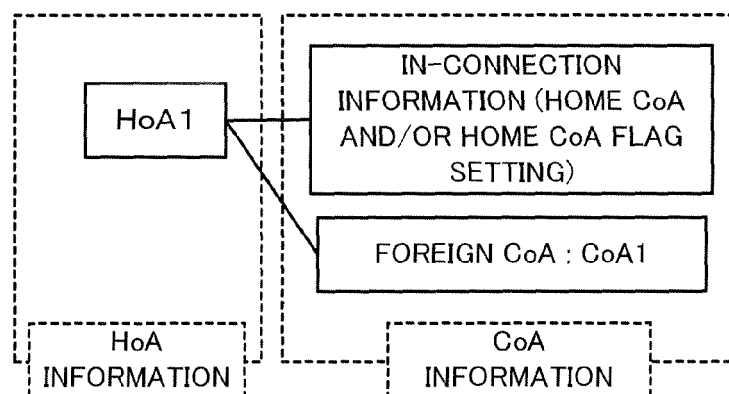 HoA1
IN-CONNECTION
INFORMATION (HOME CoA
AND/OR HOME CoA FLAG
SETTING)
FOREIGN CoA : CoA1
HoA
INFORMATION
CoA
INFORMATION